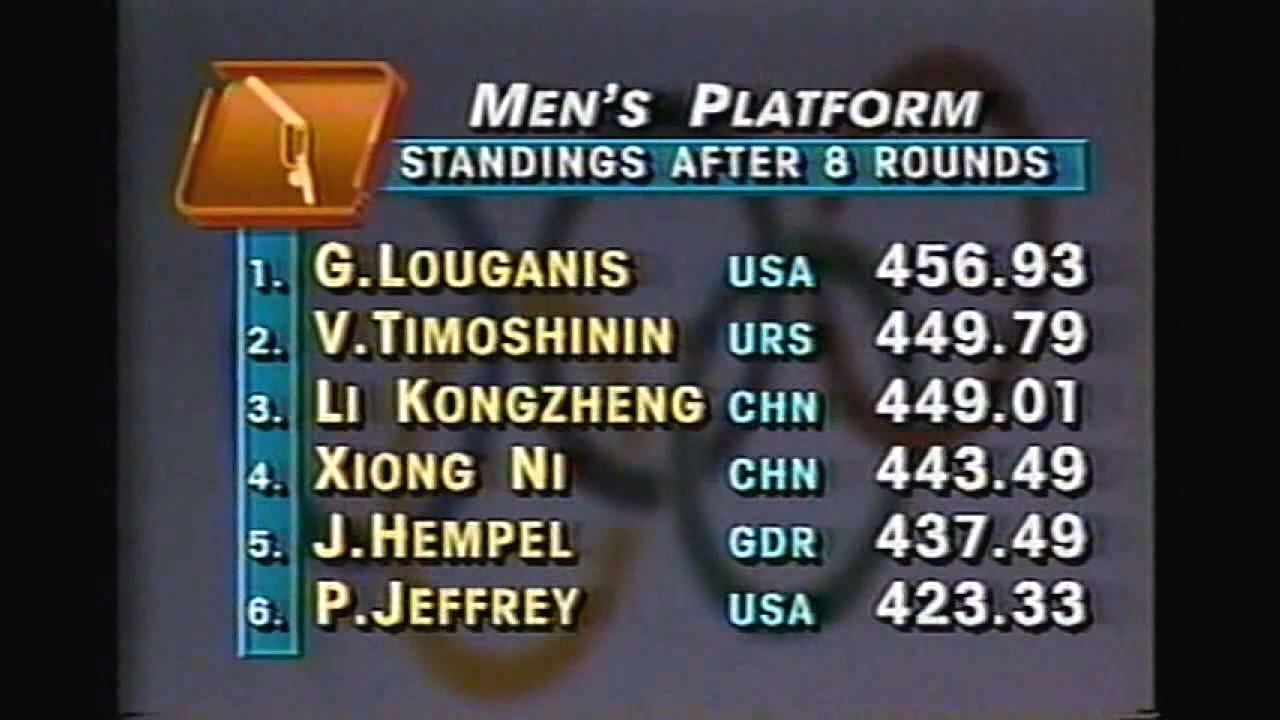 MEN'S PLATFORM
STANDINGS AFTER 8 ROUNDS
1. G.LOUGANIS USA 456.93
2. V.TIMOSHININ URS 449.79
3. LI KONGZHENG CHN 449.01
4. XIONG NI CHN 443.49
5. J.HEMPEL GDR 437.49
6. P.JEFFREY USA 423.33